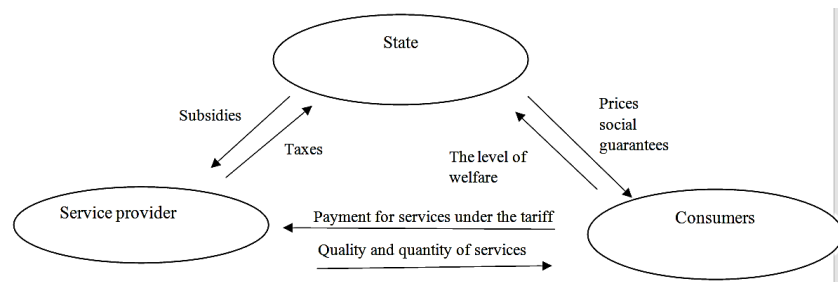 State
Subsidies
Taxes
Prices
social
guarantees
The level of
welfare
Service provider
Payment for services under the tariff
Quality and quantity of services
Consumers